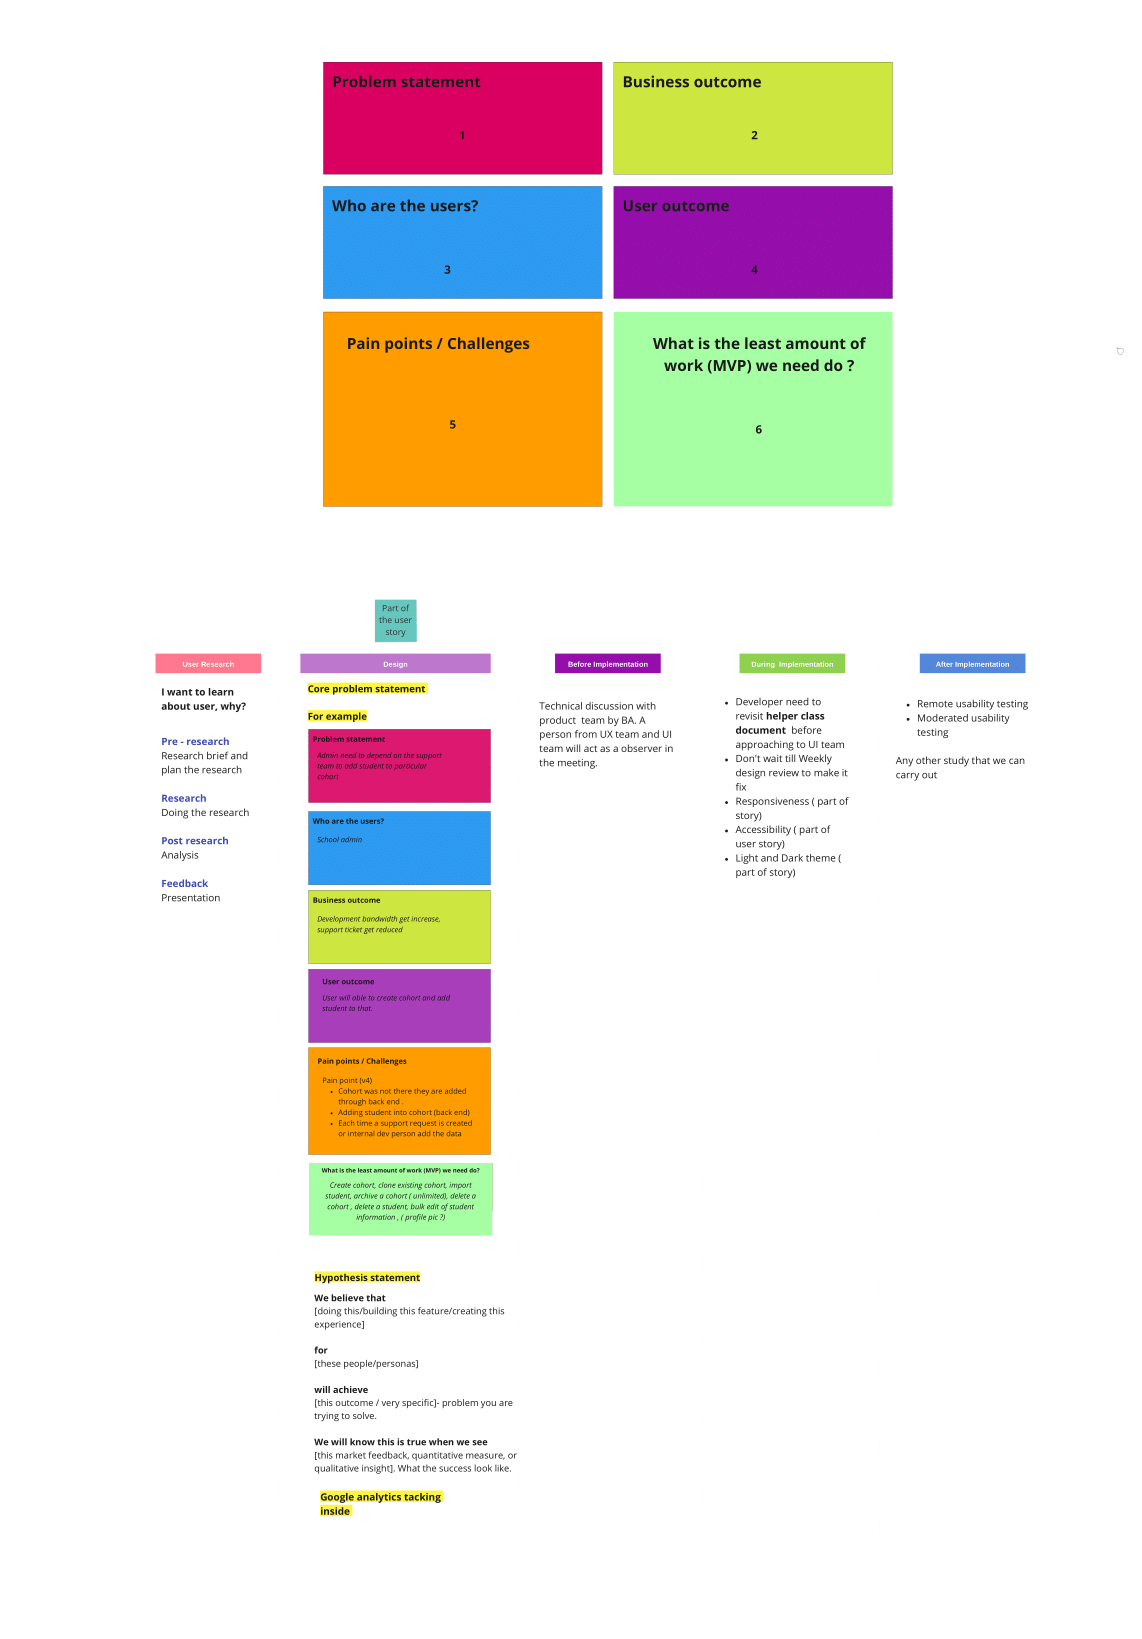 Problem statement
1
Business outcome
2
Who are the users?
3
User outcome
4
Pain points / Challenges
5
What is the least amount of
work (MVP) we need do ?
6
Part of
the user
story
User Research
I want to learn
about user, why?
Pre - research
Research brief and
plan the research
Research
Doing the research
Post research
Analysis
Feedback
Presentation
Design
Core problem statement
For example
Problem statement
Admin need to depend on the support
team to add student to particular
cohort
Who are the users?
School admin
Business outcome
Development bandwidth get increase,
support ticket get reduced
User outcome
User will able to create cohort and add
student to that.
Pain points / Challenges
Pain point (v4)
• Cohort was not there they are added
through back end .
• Adding student into cohort (back end)
• Each time a support request is created
or internal dev person add the data
What is the least amount of work (MVP) we need do?
Create cohort, clone existing cohort, import
student, archive a cohort ( unlimited), delete a
cohort , delete a student, bulk edit of student
information , ( profile pic ?)
Hypothesis statement
We believe that
[doing this/building this feature/creating this
experience]
for
[these people/personas]
will achieve
[this outcome / very specific]- problem you are
trying to solve.
We will know this is true when we see
[this market feedback, quantitative measure, or
qualitative insight]. What the success look like.
Google analytics tacking
inside
Before Implementation
Technical discussion with
product team by BA. A
person from UX team and UI
team will act as a observer in
the meeting.
During Implementation
• Developer need to
revisit helper class
document before
approaching to UI team
• Don't wait till Weekly
design review to make it
fix
• Responsiveness ( part of
story)
• Accessibility ( part of
user story)
• Light and Dark theme (
part of story)
After Implementation
• Remote usability testing
• Moderated usability
testing
Any other study that we can
carry out